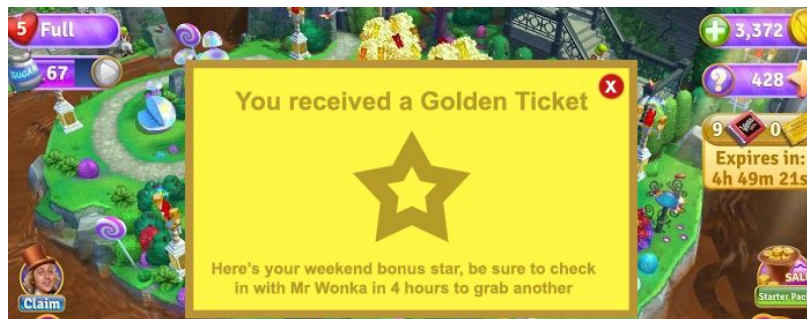 5 Full
3,372
SUGAR 67
428
You received a Golden Ticket
X
9 0
Expires in:
4h 49m 21s
Here's your weekend bonus star, be sure to check
in with Mr Wonka in 4 hours to grab another
Claim
SAL
Starter Pac